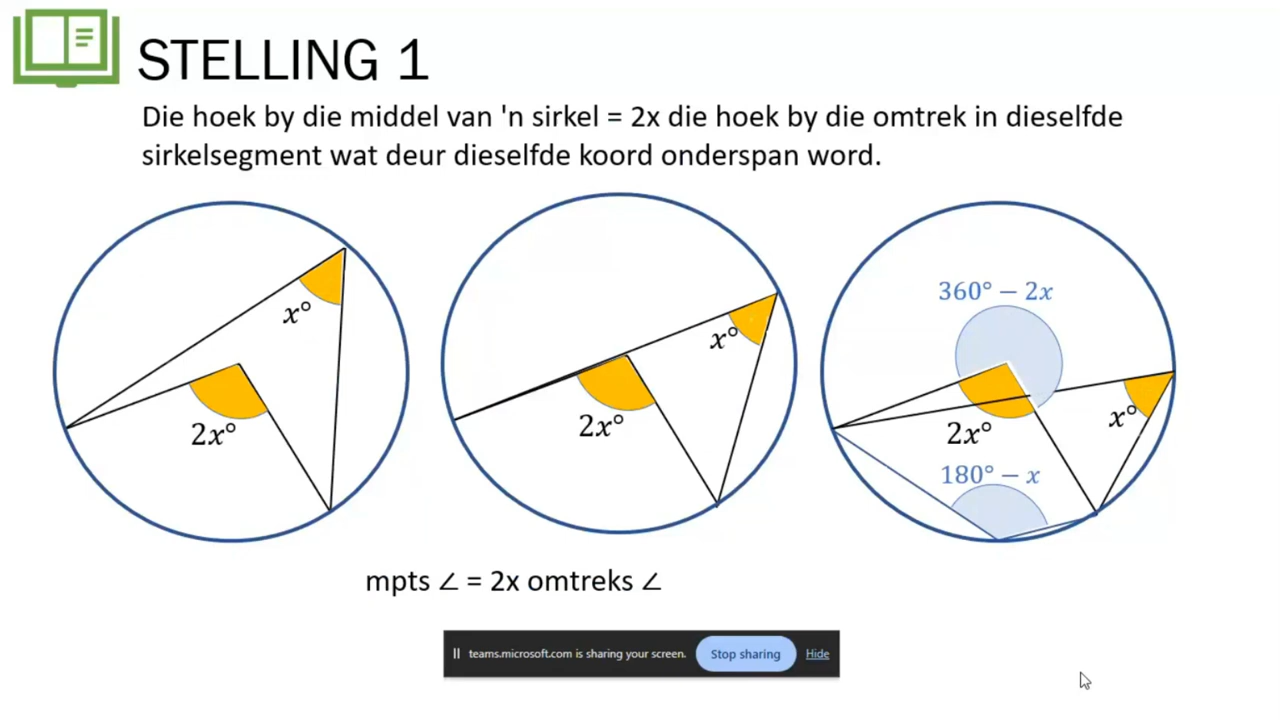 STELLING 1
Die hoek by die middel van 'n sirkel = 2x die hoek by die omtrek in dieselfde
sirkelsegment wat deur dieselfde koord onderspan word.
x°
2x°
x°
2x°
360° − 2x
x°
2x°
180° − x
mpts ∠ = 2x omtreks ∠
teams.microsoft.com is sharing your screen. Stop sharing Hide